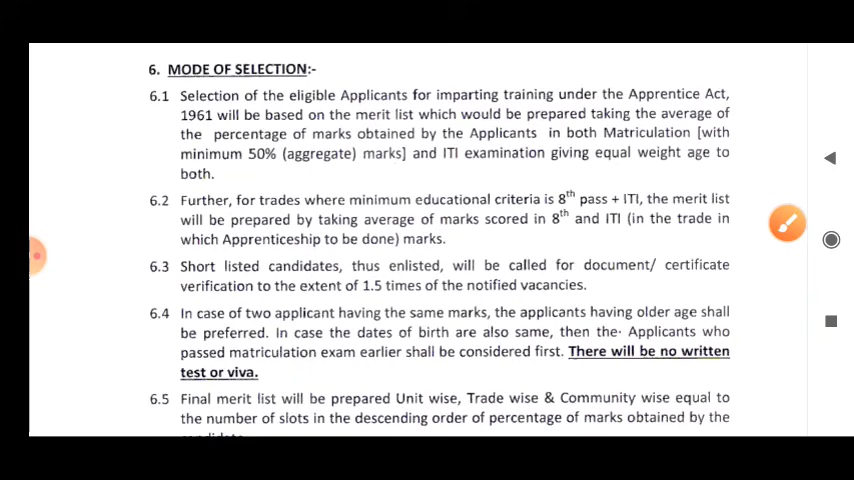 6. MODE OF SELECTION:-
6.1 Selection of the eligible Applicants for imparting training under the Apprentice Act,
1961 will be based on the merit list which would be prepared taking the average of
the percentage of marks obtained by the Applicants in both Matriculation [with
minimum 50% (aggregate) marks] and ITI examination giving equal weight age to
both.
6.2 Further, for trades where minimum educational criteria is 8th pass + ITI, the merit list
will be prepared by taking average of marks scored in 8th and ITI (in the trade in
which Apprenticeship to be done) marks.
6.3 Short listed candidates, thus enlisted, will be called for document/ certificate
verification to the extent of 1.5 times of the notified vacancies.
6.4 In case of two applicant having the same marks, the applicants having older age shall
be preferred. In case the dates of birth are also same, then the Applicants who
passed matriculation exam earlier shall be considered first. There will be no written
test or viva.
6.5 Final merit list will be prepared Unit wise, Trade wise & Community wise equal to
the number of slots in the descending order of percentage of marks obtained by the